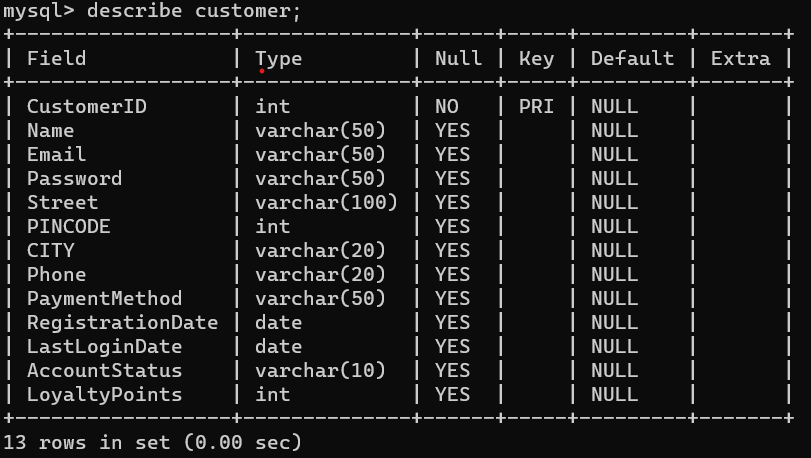 mysql> describe customer;
+------------------+--------------+------+-----+---------+-------+
| Field            | Type         | Null | Key | Default | Extra |
+------------------+--------------+------+-----+---------+-------+
| CustomerID       | int          | NO   | PRI | NULL    |       |
| Name             | varchar(50)  | YES  |     | NULL    |       |
| Email            | varchar(50)  | YES  |     | NULL    |       |
| Password         | varchar(50)  | YES  |     | NULL    |       |
| Street           | varchar(100) | YES  |     | NULL    |       |
| PINCODE          | int          | YES  |     | NULL    |       |
| CITY             | varchar(20)  | YES  |     | NULL    |       |
| Phone            | varchar(20)  | YES  |     | NULL    |       |
| PaymentMethod    | varchar(50)  | YES  |     | NULL    |       |
| RegistrationDate | date         | YES  |     | NULL    |       |
| LastLoginDate    | date         | YES  |     | NULL    |       |
| AccountStatus    | varchar(10)  | YES  |     | NULL    |       |
| LoyaltyPoints    | int          | YES  |     | NULL    |       |
+------------------+--------------+------+-----+---------+-------+
13 rows in set (0.00 sec)